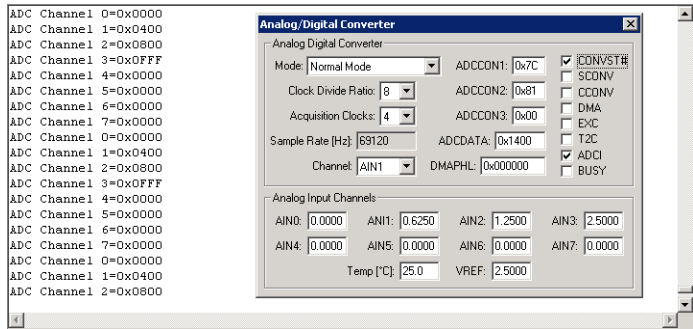 ADC Channel 0=0x0000
ADC Channel 1=0x0400
ADC Channel 2=0x0800
ADC Channel 3=0x0FFF
ADC Channel 4=0x0000
ADC Channel 5=0x0000
ADC Channel 6=0x0000
ADC Channel 7=0x0000
ADC Channel 0=0x0000
ADC Channel 1=0x0400
ADC Channel 2=0x0800
ADC Channel 3=0x0FFF
ADC Channel 4=0x0000
ADC Channel 5=0x0000
ADC Channel 6=0x0000
ADC Channel 7=0x0000
ADC Channel 0=0x0000
ADC Channel 1=0x0400
ADC Channel 2=0x0800
Analog/Digital Converter
Analog Digital Converter
Mode: Normal Mode ADCCON1: 0x7C CONVST#
SCONV
Clock Divide Ratio: 8 ADCCON2: 0x81 CCONV
DMA
Acquisition Clocks: 4 ADCCON3: 0x00 EXC
Sample Rate [Hz]: 69120 ADCDATA: 0x1400 T2C
ADCI
Channel: AIN1 DMAPHL: 0x000000 BUSY
Analog Input Channels
AIN0: 0.0000 ANI1: 0.6250 AIN2: 1.2500 AIN3: 2.5000
AIN4: 0.0000 AIN5: 0.0000 AIN6: 0.0000 AIN7: 0.0000
Temp [°C]: 25.0 VREF: 2.5000